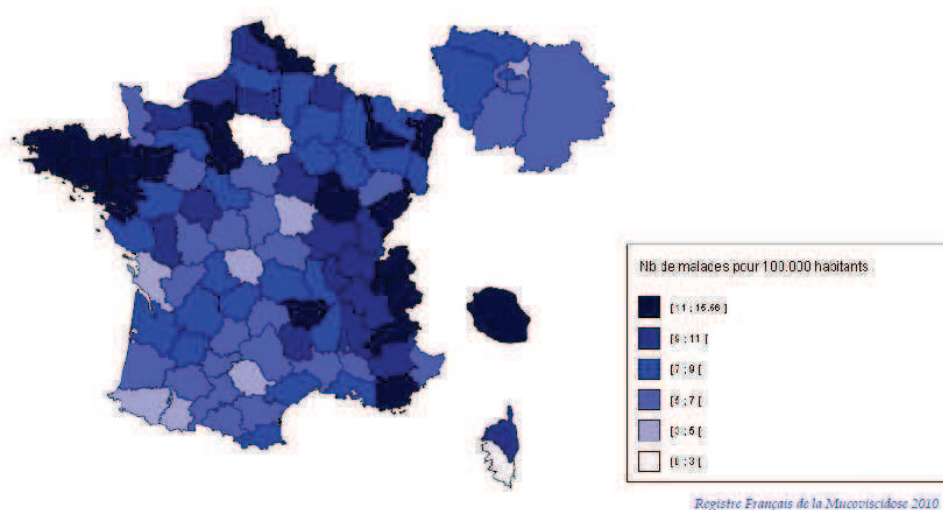 Nb de malades pour 100.000 habitants
[11 ; 15.66 ]
[9 ; 11 [
[7 ; 9 [
[5 ; 7 [
[3 ; 5 [
[0 ; 3 [
Registre Français de la Mucoviscidose 2010